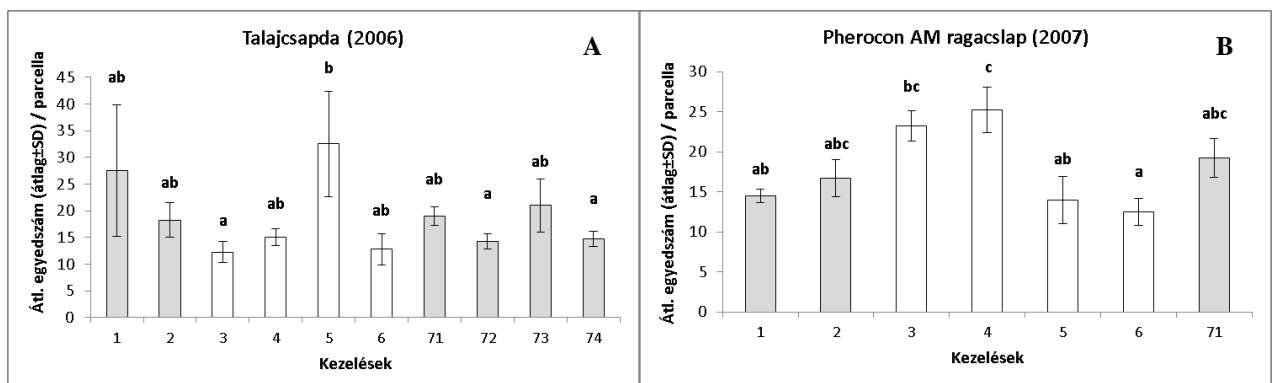 Talajcsapda (2006)
A
Átl. egyedszám (átlag±SD) / parcella
45
40
35
30
25
20
15
10
5
0
ab
ab
a
ab
b
ab
ab
a
ab
a
1 2 3 4 5 6 71 72 73 74
Kezelések
Pherocon AM ragacslap (2007)
B
Átl. egyedszám (átlag±SD) / parcella
30
25
20
15
10
5
0
ab
abc
bc
c
ab
a
abc
1 2 3 4 5 6 71
Kezelések